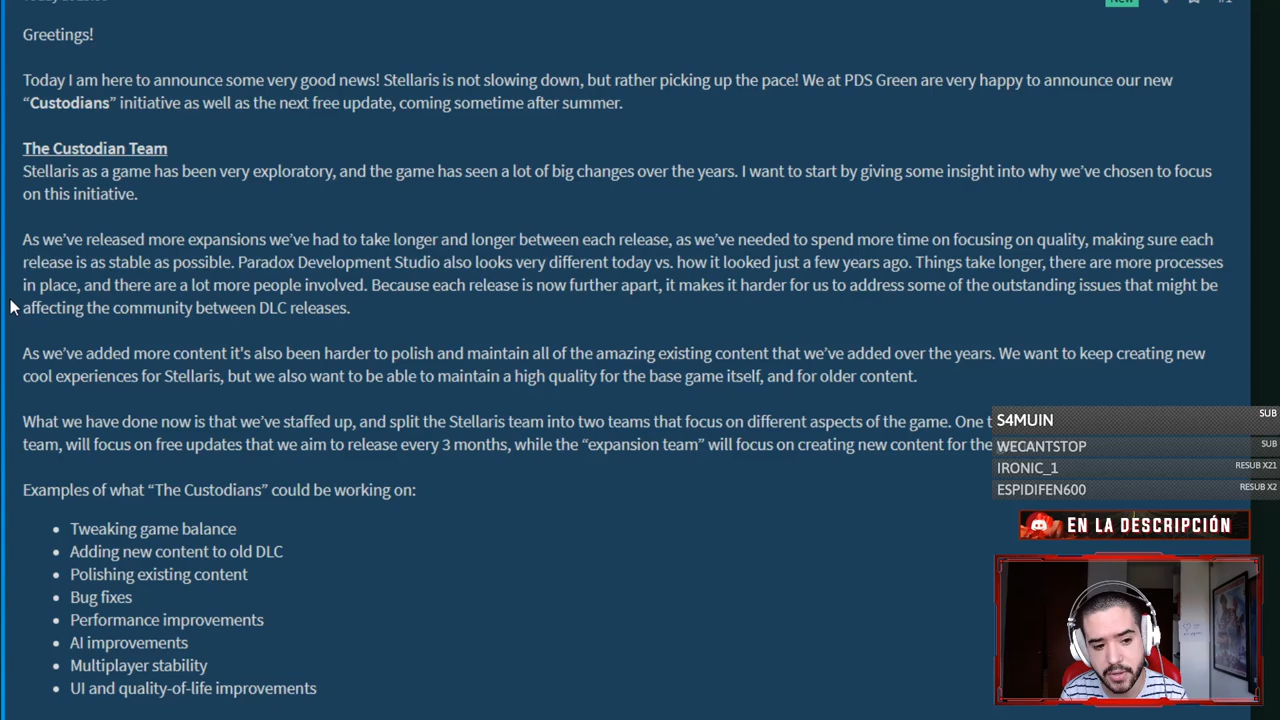 New
#1
Greetings!
Today I am here to announce some very good news! Stellaris is not slowing down, but rather picking up the pace! We at PDS Green are very happy to announce our new
“Custodians” initiative as well as the next free update, coming sometime after summer.
The Custodian Team
Stellaris as a game has been very exploratory, and the game has seen a lot of big changes over the years. I want to start by giving some insight into why we’ve chosen to focus
on this initiative.
As we’ve released more expansions we’ve had to take longer and longer between each release, as we’ve needed to spend more time on focusing on quality, making sure each
release is as stable as possible. Paradox Development Studio also looks very different today vs. how it looked just a few years ago. Things take longer, there are more processes
in place, and there are a lot more people involved. Because each release is now further apart, it makes it harder for us to address some of the outstanding issues that might be
affecting the community between DLC releases.
As we’ve added more content it's also been harder to polish and maintain all of the amazing existing content that we’ve added over the years. We want to keep creating new
cool experiences for Stellaris, but we also want to be able to maintain a high quality for the base game itself, and for older content.
What we have done now is that we’ve staffed up, and split the Stellaris team into two teams that focus on different aspects of the game. One t
team, will focus on free updates that we aim to release every 3 months, while the “expansion team” will focus on creating new content for the
Examples of what “The Custodians” could be working on:
• Tweaking game balance
• Adding new content to old DLC
• Polishing existing content
• Bug fixes
• Performance improvements
• AI improvements
• Multiplayer stability
• UI and quality-of-life improvements
S4MUIN SUB
WECANTSTOP SUB
IRONIC_1 RESUB X21
ESPIDIFEN600 RESUB X2
EN LA DESCRIPCIÓN